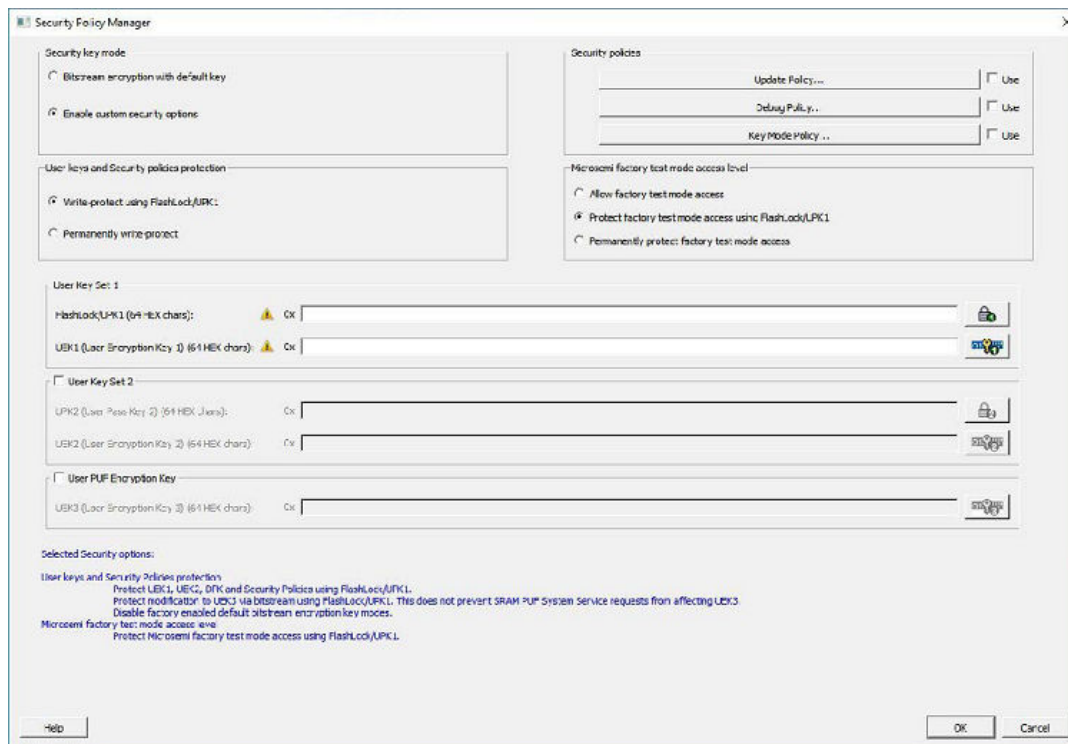 Security Policy Manager
Security key mode
Bitstream encryption with default key
Enable custom security options
Security policies
Update Policy...
Use
Debug Policy...
Use
Key Mode Policy ...
Use
User keys and Security policies protection
Write-protect using FlashLock/UPK1
Permanently write-protect
Microsemi factory test mode access level
Allow factory test mode access
Protect factory test mode access using FlashLock/UPK1
Permanently protect factory test mode access
User Key Set 1
FlashLock/UPK1 (64 HEX chars): 0x
UEK1 (User Encryption Key 1) (64 HEX chars): 0x
User Key Set 2
UPK2 (User Pass Key 2) (64 HEX chars): 0x
UEK2 (User Encryption Key 2) (64 HEX chars): 0x
User PUF Encryption Key
UEK3 (User Encryption Key 3) (64 HEX chars): 0x
Selected Security options:
User keys and Security Policies protection
Protect UEK1, UEK2, DPK and Security Policies using FlashLock/UPK1.
Protect modification to UEK3 via bitstream using FlashLock/UPK1. This does not prevent SRAM PUF System Service requests from affecting UEK3.
Disable factory enabled default bitstream encryption key modes.
Microsemi factory test mode access level
Protect Microsemi factory test mode access using FlashLock/UPK1.
Help
OK
Cancel